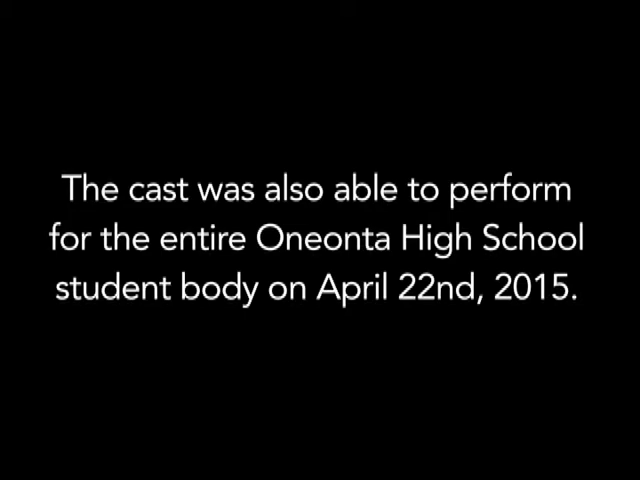 The cast was also able to perform
for the entire Oneonta High School
student body on April 22nd, 2015.